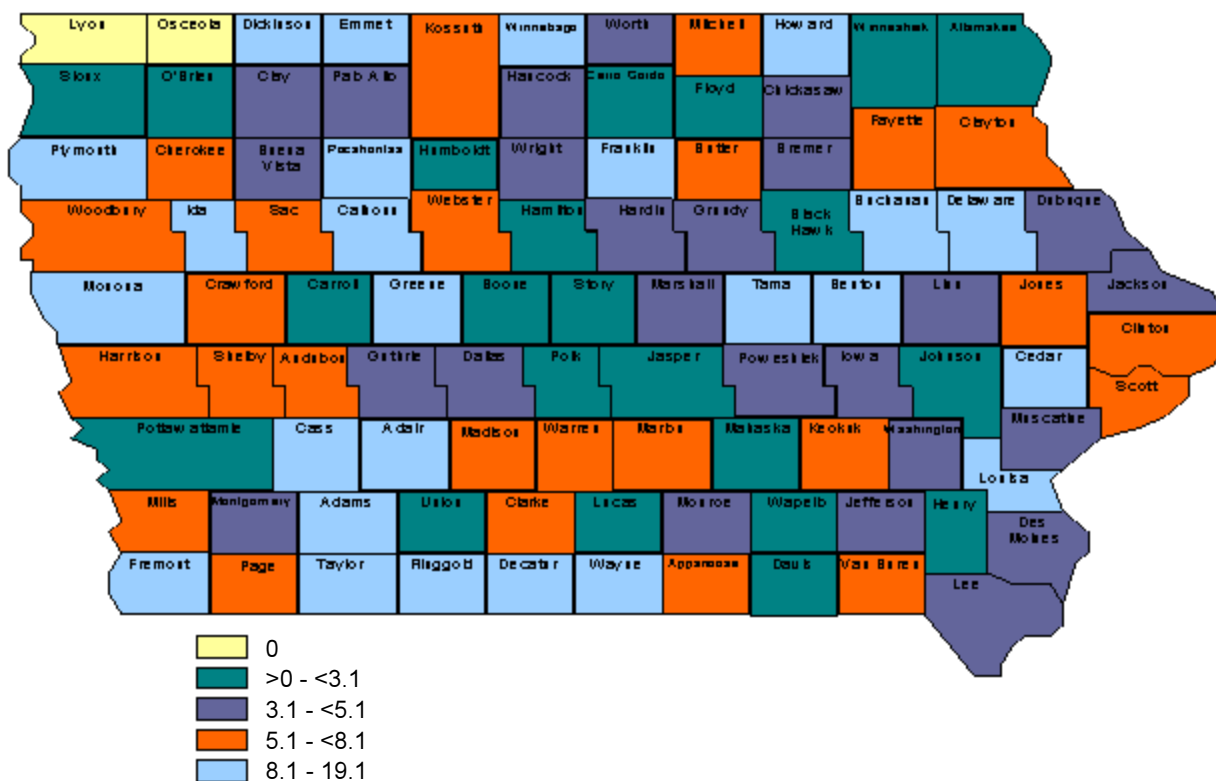 Lyon Osceola Dickinson Emmet Kossuth Winnebago Worth Mitchell Howard Winneshiek Allamakee
Sioux O'Brien Clay Palo Alto Hancock Cerro Gordo Floyd Chickasaw
Fayette Clayton
Plymouth Cherokee Buena Vista Pocahontas Humboldt Wright Franklin Butler Bremer
Woodbury Ida Sac Calhoun Webster Hamilton Hardin Grundy Black Hawk Buchanan Delaware Dubuque
Monona Crawford Carroll Greene Boone Story Marshall Tama Benton Linn Jones Jackson
Clinton
Harrison Shelby Audubon Guthrie Dallas Polk Jasper Poweshiek Iowa Johnson Cedar
Scott
Pottawattamie Cass Adair Madison Warren Marion Mahaska Keokuk Washington Muscatine
Louisa
Mills Montgomery Adams Union Clarke Lucas Monroe Wapello Jefferson Henry
Des Moines
Fremont Page Taylor Ringgold Decatur Wayne Appanoose Davis Van Buren Lee
0
>0 - <3.1
3.1 - <5.1
5.1 - <8.1
8.1 - 19.1